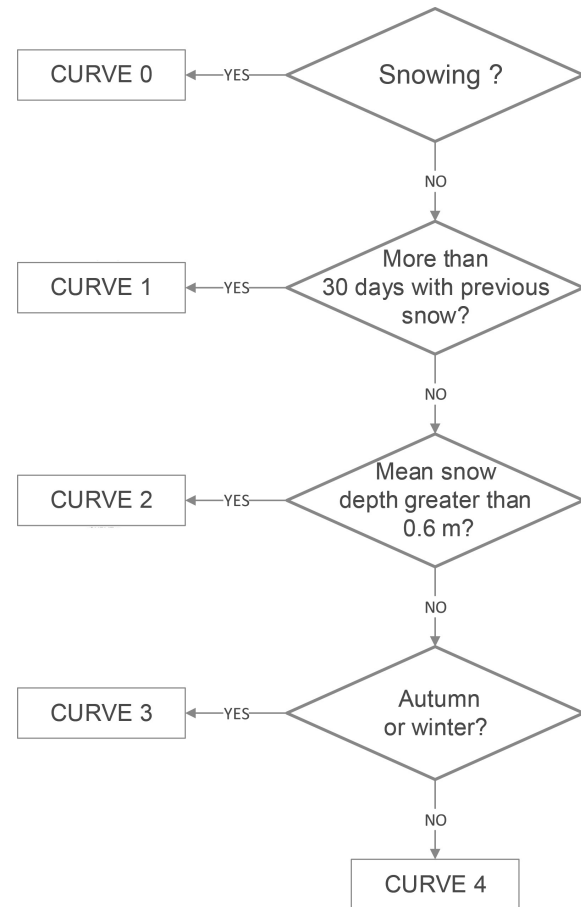 Snowing ?
CURVE 0
YES
NO
More than
30 days with previous
snow?
CURVE 1
YES
NO
Mean snow
depth greater than
0.6 m?
CURVE 2
YES
NO
Autumn
or winter?
CURVE 3
YES
NO
CURVE 4